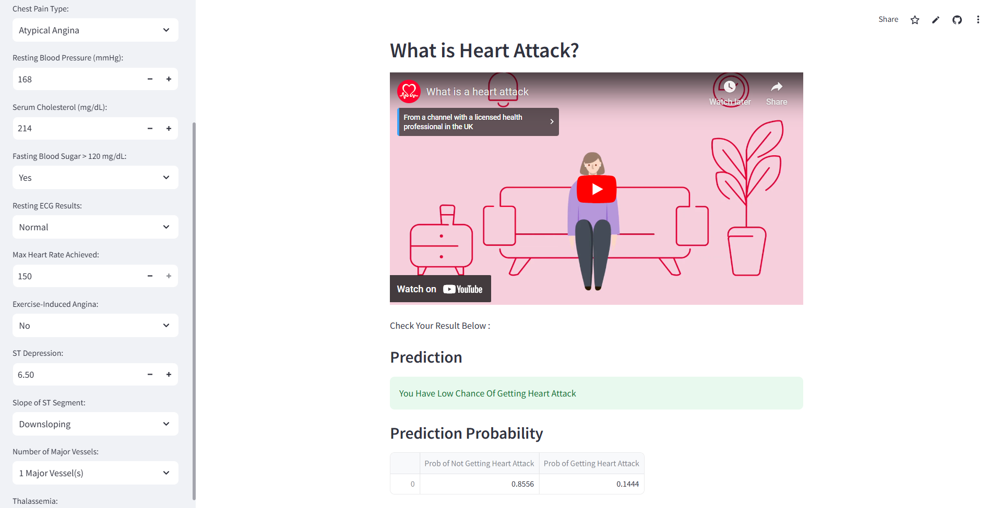 Chest Pain Type:
Atypical Angina
Resting Blood Pressure (mmHg):
168
Serum Cholesterol (mg/dL):
214
Fasting Blood Sugar > 120 mg/dL:
Yes
Resting ECG Results:
Normal
Max Heart Rate Achieved:
150
Exercise-Induced Angina:
No
ST Depression:
6.50
Slope of ST Segment:
Downsloping
Number of Major Vessels:
1 Major Vessel(s)
Thalassemia:
Share
What is Heart Attack?
What is a heart attack
Watch later
Share
From a channel with a licensed health
professional in the UK
Watch on YouTube
Check Your Result Below :
Prediction
You Have Low Chance Of Getting Heart Attack
Prediction Probability
Prob of Not Getting Heart Attack Prob of Getting Heart Attack
0 0.8556 0.1444